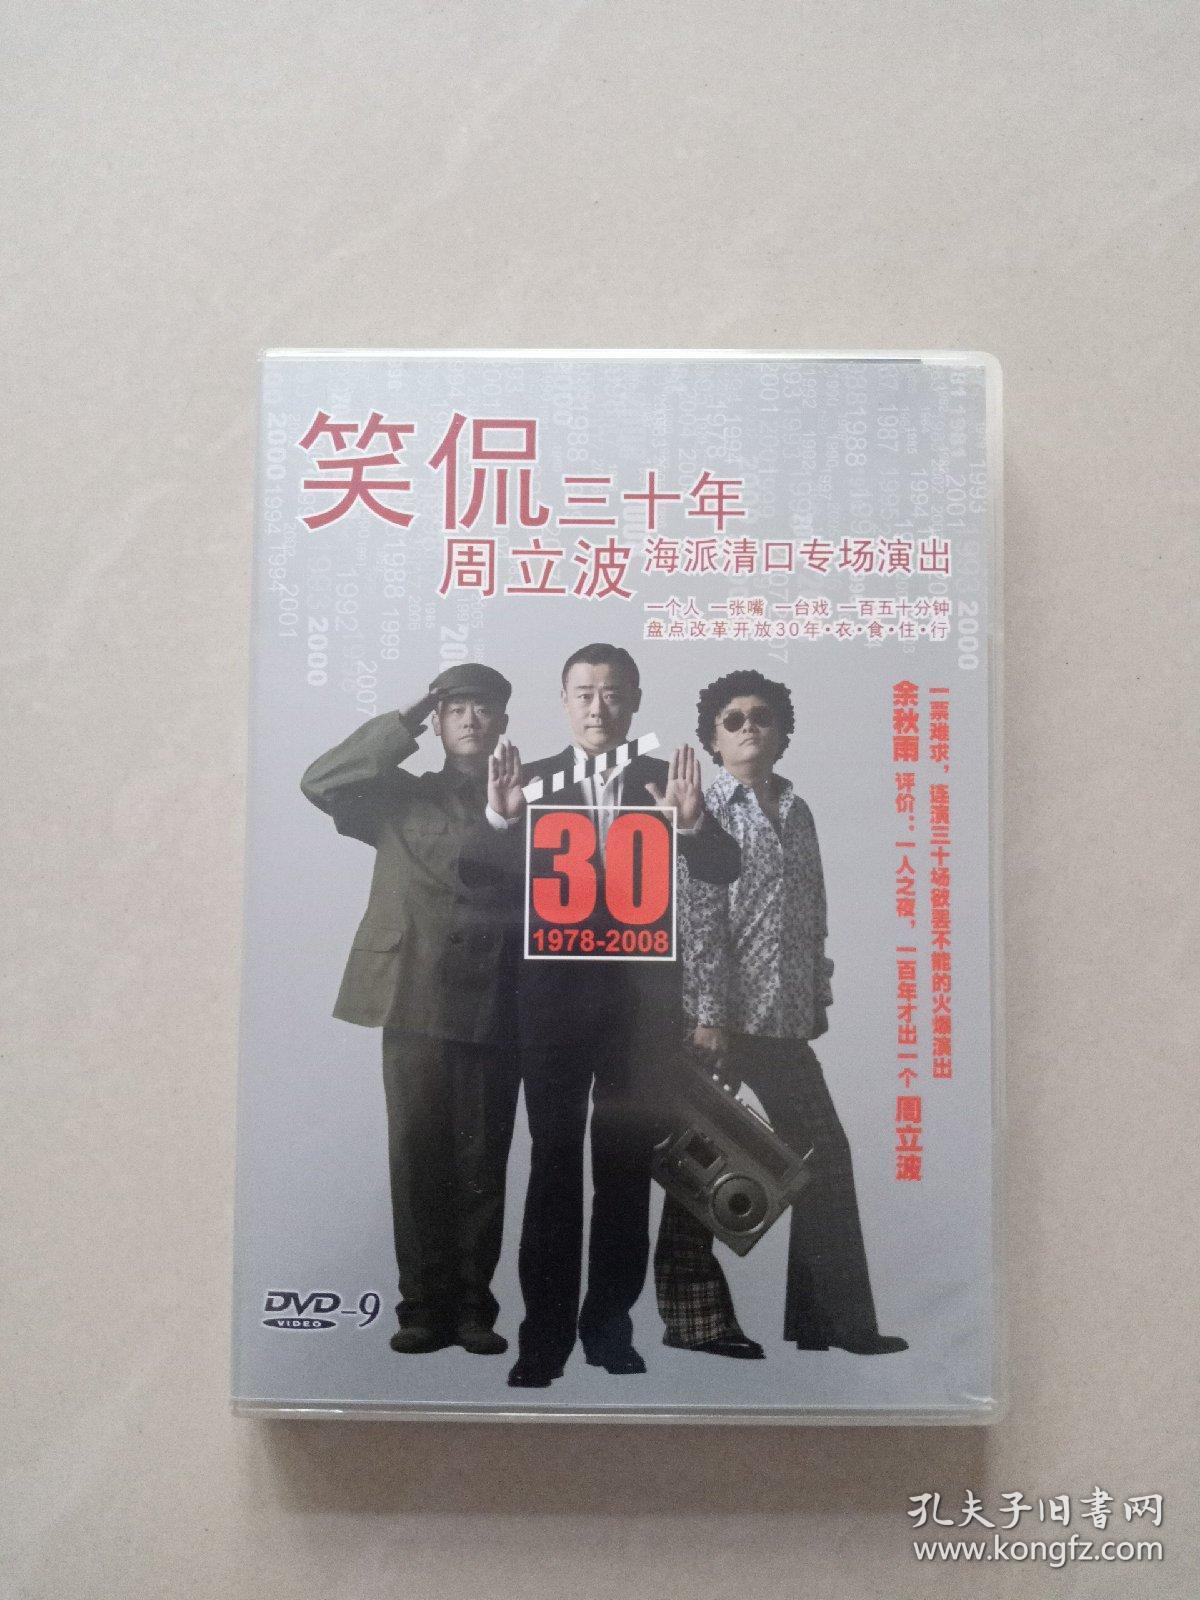 笑侃三十年
周立波 海派清口专场演出
一个人 一张嘴 一台戏 一百五十分钟
盘点改革开放30年·衣·食·住·行
一票难求，连演三十场欲罢不能的火爆演出
余秋雨 评价：一人之夜，一百年才出一个 周立波
30
1978-2008
DVD-9
VIDEO
孔夫子旧书网
www.kongfz.com